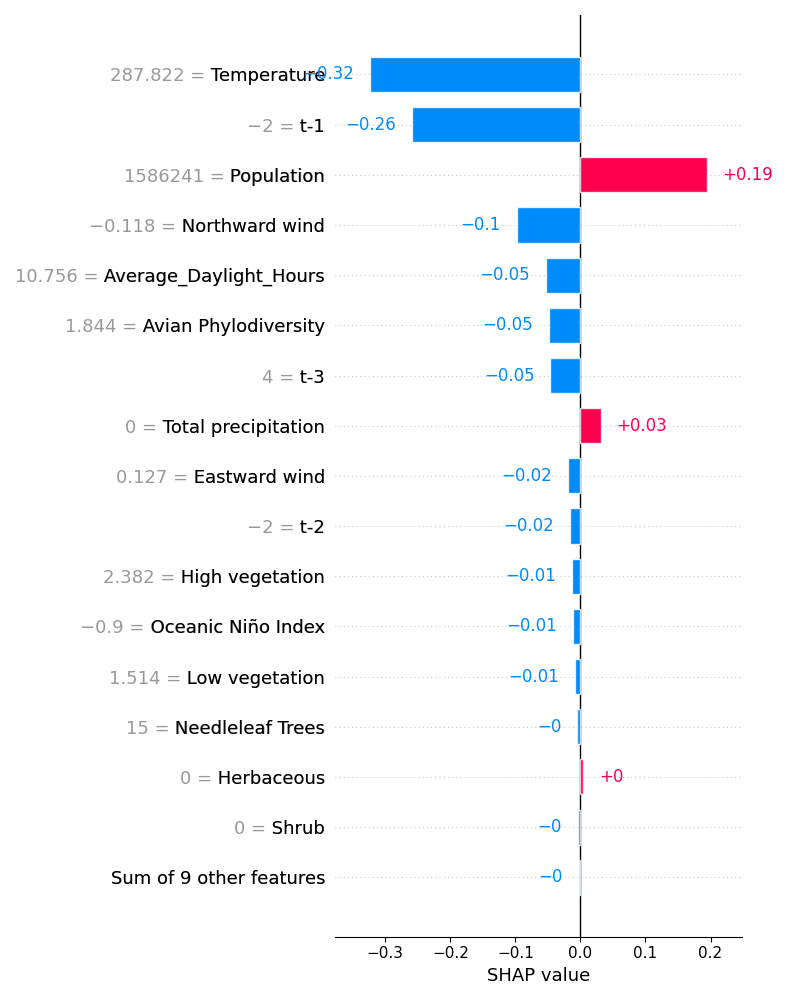 287.822 = Temperature −0.32
−2 = t-1 −0.26
1586241 = Population +0.19
−0.118 = Northward wind −0.1
10.756 = Average_Daylight_Hours −0.05
1.844 = Avian Phylodiversity −0.05
4 = t-3 −0.05
0 = Total precipitation +0.03
0.127 = Eastward wind −0.02
−2 = t-2 −0.02
2.382 = High vegetation −0.01
−0.9 = Oceanic Niño Index −0.01
1.514 = Low vegetation −0.01
15 = Needleleaf Trees −0
0 = Herbaceous +0
0 = Shrub −0
Sum of 9 other features −0
−0.3 −0.2 −0.1 0.0 0.1 0.2
SHAP value